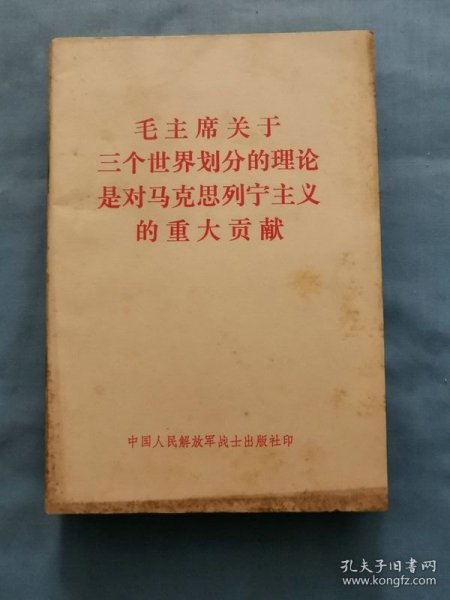 毛主席关于
三个世界划分的理论
是对马克思列宁主义
的重大贡献
中国人民解放军战士出版社印
孔夫子旧书网
www.kongfz.com